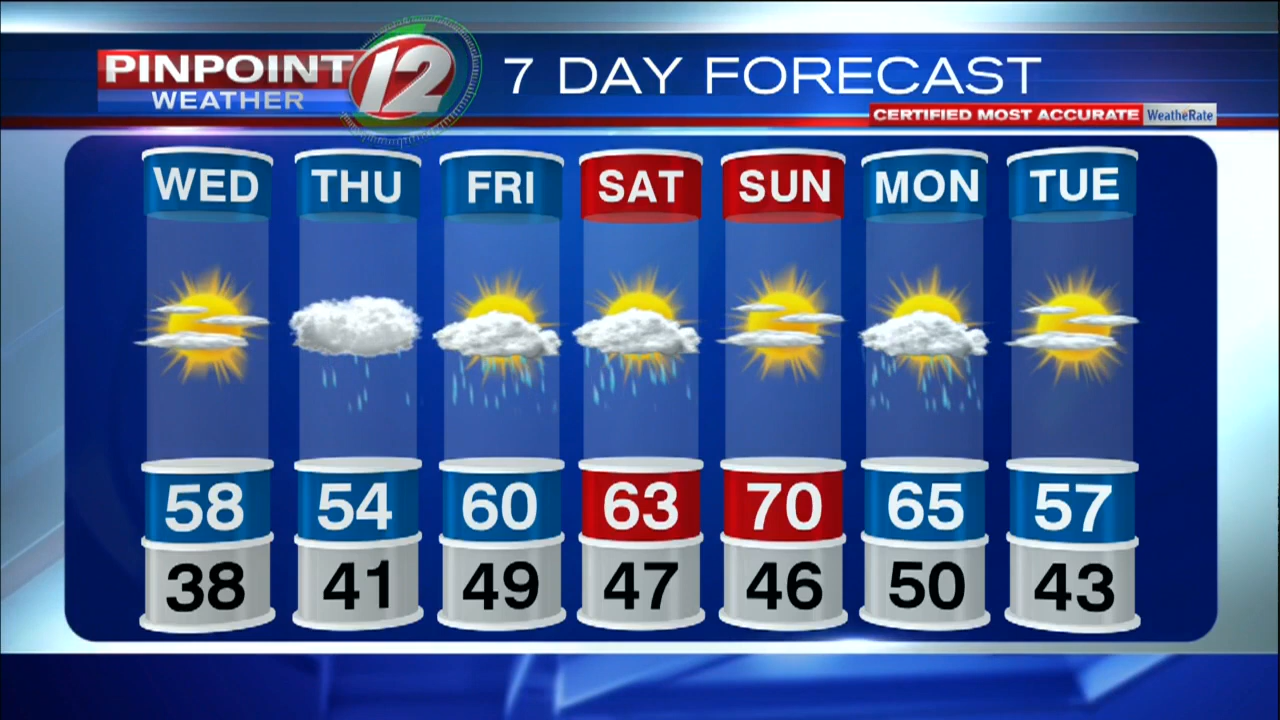 PINPOINT
WEATHER
12
7 DAY FORECAST
CERTIFIED MOST ACCURATE WeatheRate
WED THU FRI SAT SUN MON TUE
58 54 60 63 70 65 57
38 41 49 47 46 50 43